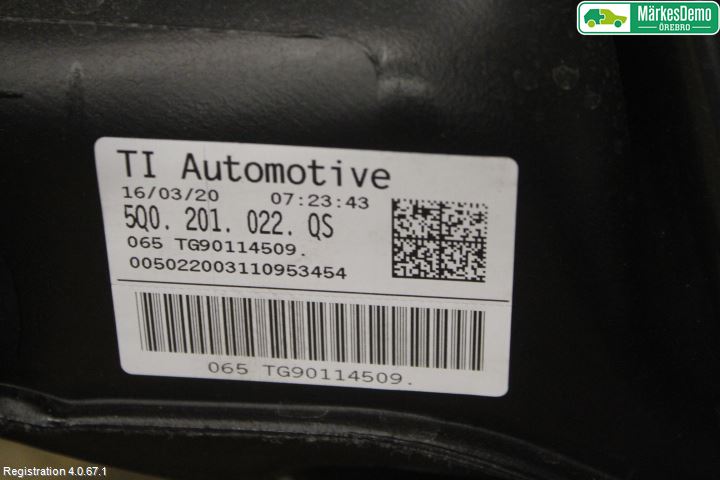 MärkesDemo
ÖREBRO
TI Automotive
16/03/20 07:23:43
5Q0. 201. 022. QS
065 TG90114509.
005022003110953454
065 TG90114509.
Registration 4.0.67.1